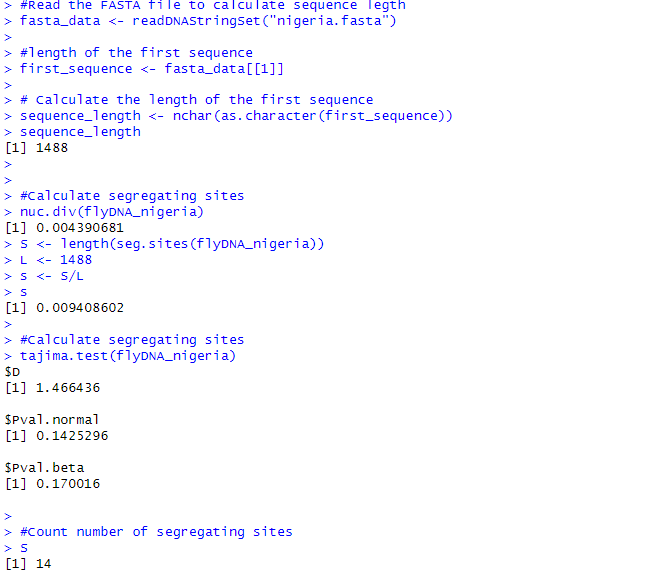 > #Read the FASTA file to calculate sequence legth
> fasta_data <- readDNAStringSet("nigeria.fasta")
>
> #length of the first sequence
> first_sequence <- fasta_data[[1]]
>
> # Calculate the length of the first sequence
> sequence_length <- nchar(as.character(first_sequence))
> sequence_length
[1] 1488
>
>
> #Calculate segregating sites
> nuc.div(flyDNA_nigeria)
[1] 0.004390681
> S <- length(seg.sites(flyDNA_nigeria))
> L <- 1488
> s <- S/L
> s
[1] 0.009408602
>
> #Calculate segregating sites
> tajima.test(flyDNA_nigeria)
$D
[1] 1.466436

$Pval.normal
[1] 0.1425296

$Pval.beta
[1] 0.170016

>
> #Count number of segregating sites
> S
[1] 14